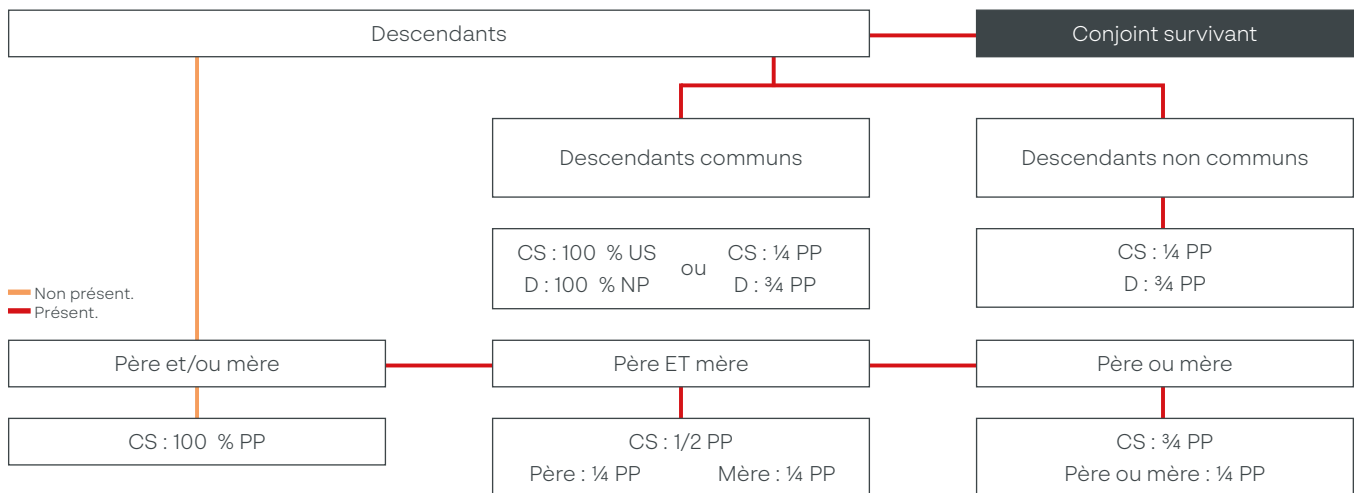 Descendants
Conjoint survivant
Descendants communs
Descendants non communs
CS : 100 % US ou CS : ¼ PP
D : 100 % NP D : ¾ PP
CS : ¼ PP
D : ¾ PP
Non présent.
Présent.
Père et/ou mère
Père ET mère
Père ou mère
CS : 100 % PP
CS : 1/2 PP
Père : ¼ PP Mère : ¼ PP
CS : ¾ PP
Père ou mère : ¼ PP